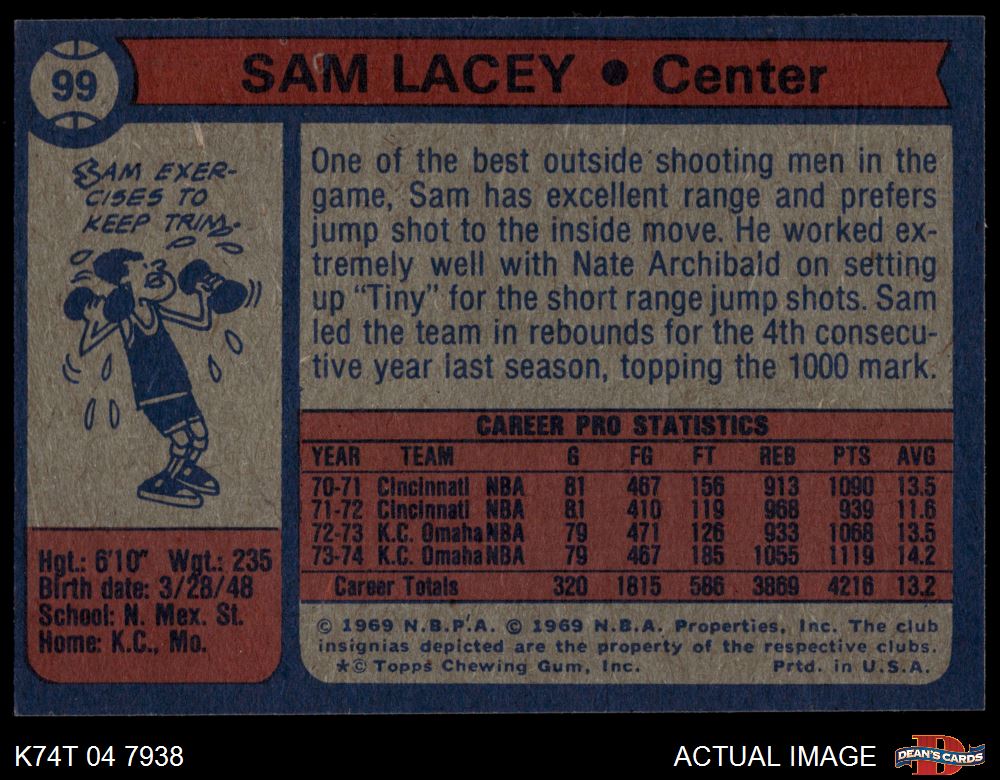 99
SAM LACEY • Center
SAM EXER-
CISES TO
KEEP TRIM.
One of the best outside shooting men in the
game, Sam has excellent range and prefers
jump shot to the inside move. He worked ex-
tremely well with Nate Archibald on setting
up "Tiny" for the short range jump shots. Sam
led the team in rebounds for the 4th consecu-
tive year last season, topping the 1000 mark.
CAREER PRO STATISTICS
YEAR TEAM G FG FT REB PTS AVG
70-71 Cincinnati NBA 81 467 156 913 1090 13.5
71-72 Cincinnati NBA 81 410 119 968 939 11.6
72-73 K.C. Omaha NBA 79 471 126 933 1068 13.5
73-74 K.C. Omaha NBA 79 467 185 1055 1119 14.2
Career Totals 320 1815 586 3869 4216 13.2
Hgt.: 6'10" Wgt.: 235
Birth date: 3/28/48
School: N. Mex. St.
Home: K.C., Mo.
© 1969 N.B.P.A. © 1969 N.B.A. Properties, Inc. The club
insignias depicted are the property of the respective clubs.
★© Topps Chewing Gum, Inc. Prtd. in U.S.A.
K74T 04 7938
ACTUAL IMAGE
D
DEAN'S CARDS